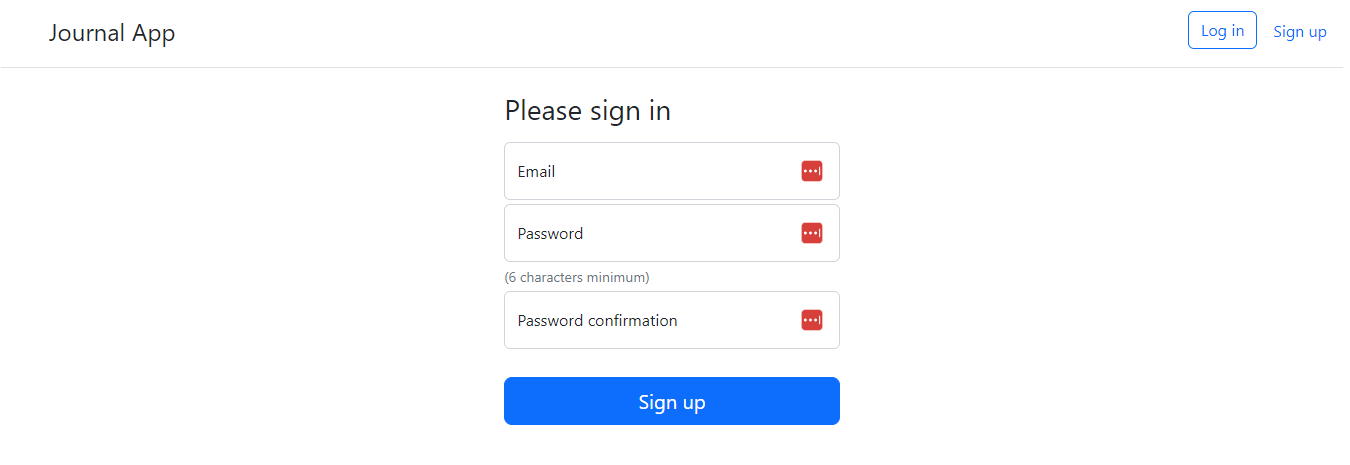 Journal App
Log in
Sign up
Please sign in
Email
Password
(6 characters minimum)
Password confirmation
Sign up